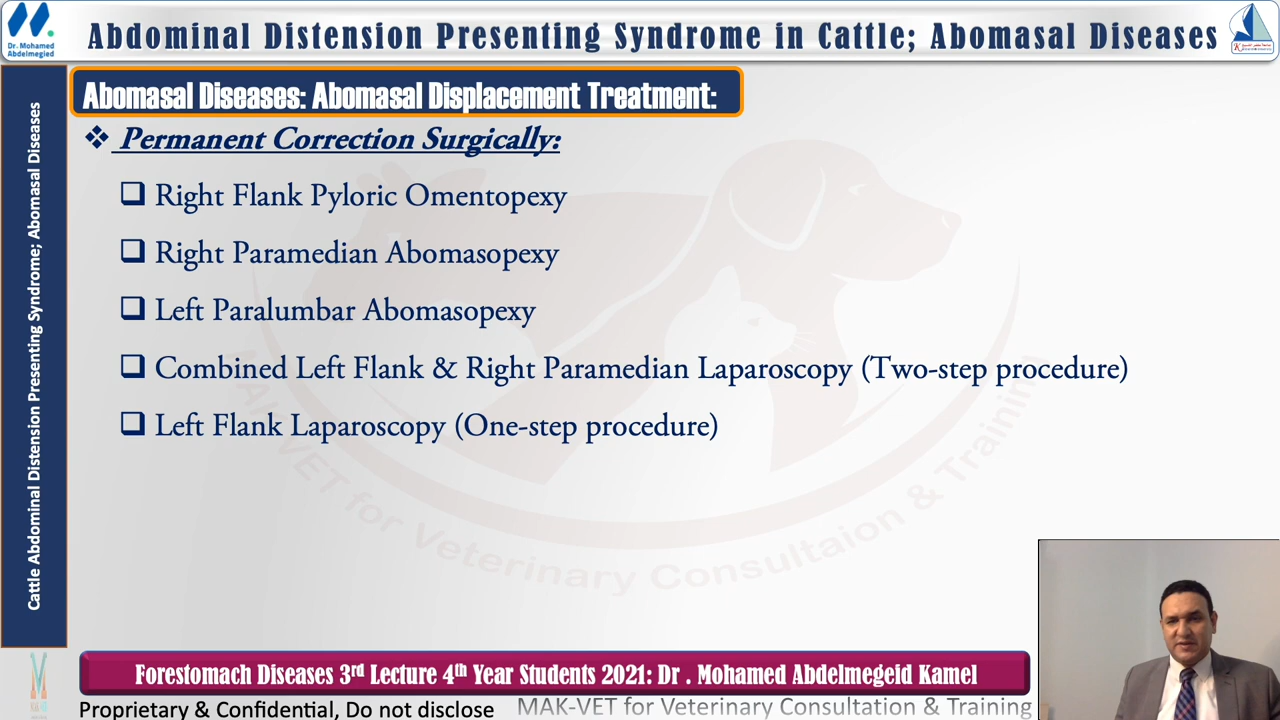 Dr. Mohamed
Abdelmegied
Abdominal Distension Presenting Syndrome in Cattle; Abomasal Diseases
Cattle Abdominal Distension Presenting Syndrome; Abomasal Diseases
Abomasal Diseases: Abomasal Displacement Treatment:
❖ Permanent Correction Surgically:
❑ Right Flank Pyloric Omentopexy
❑ Right Paramedian Abomasopexy
❑ Left Paralumbar Abomasopexy
❑ Combined Left Flank & Right Paramedian Laparoscopy (Two-step procedure)
❑ Left Flank Laparoscopy (One-step procedure)
MAK-VET for Veterinary Consultaion & Training
Forestomach Diseases 3rd Lecture 4th Year Students 2021: Dr . Mohamed Abdelmegeid Kamel
MAK-VET
Proprietary & Confidential, Do not disclose
MAK-VET for Veterinary Consultation & Training